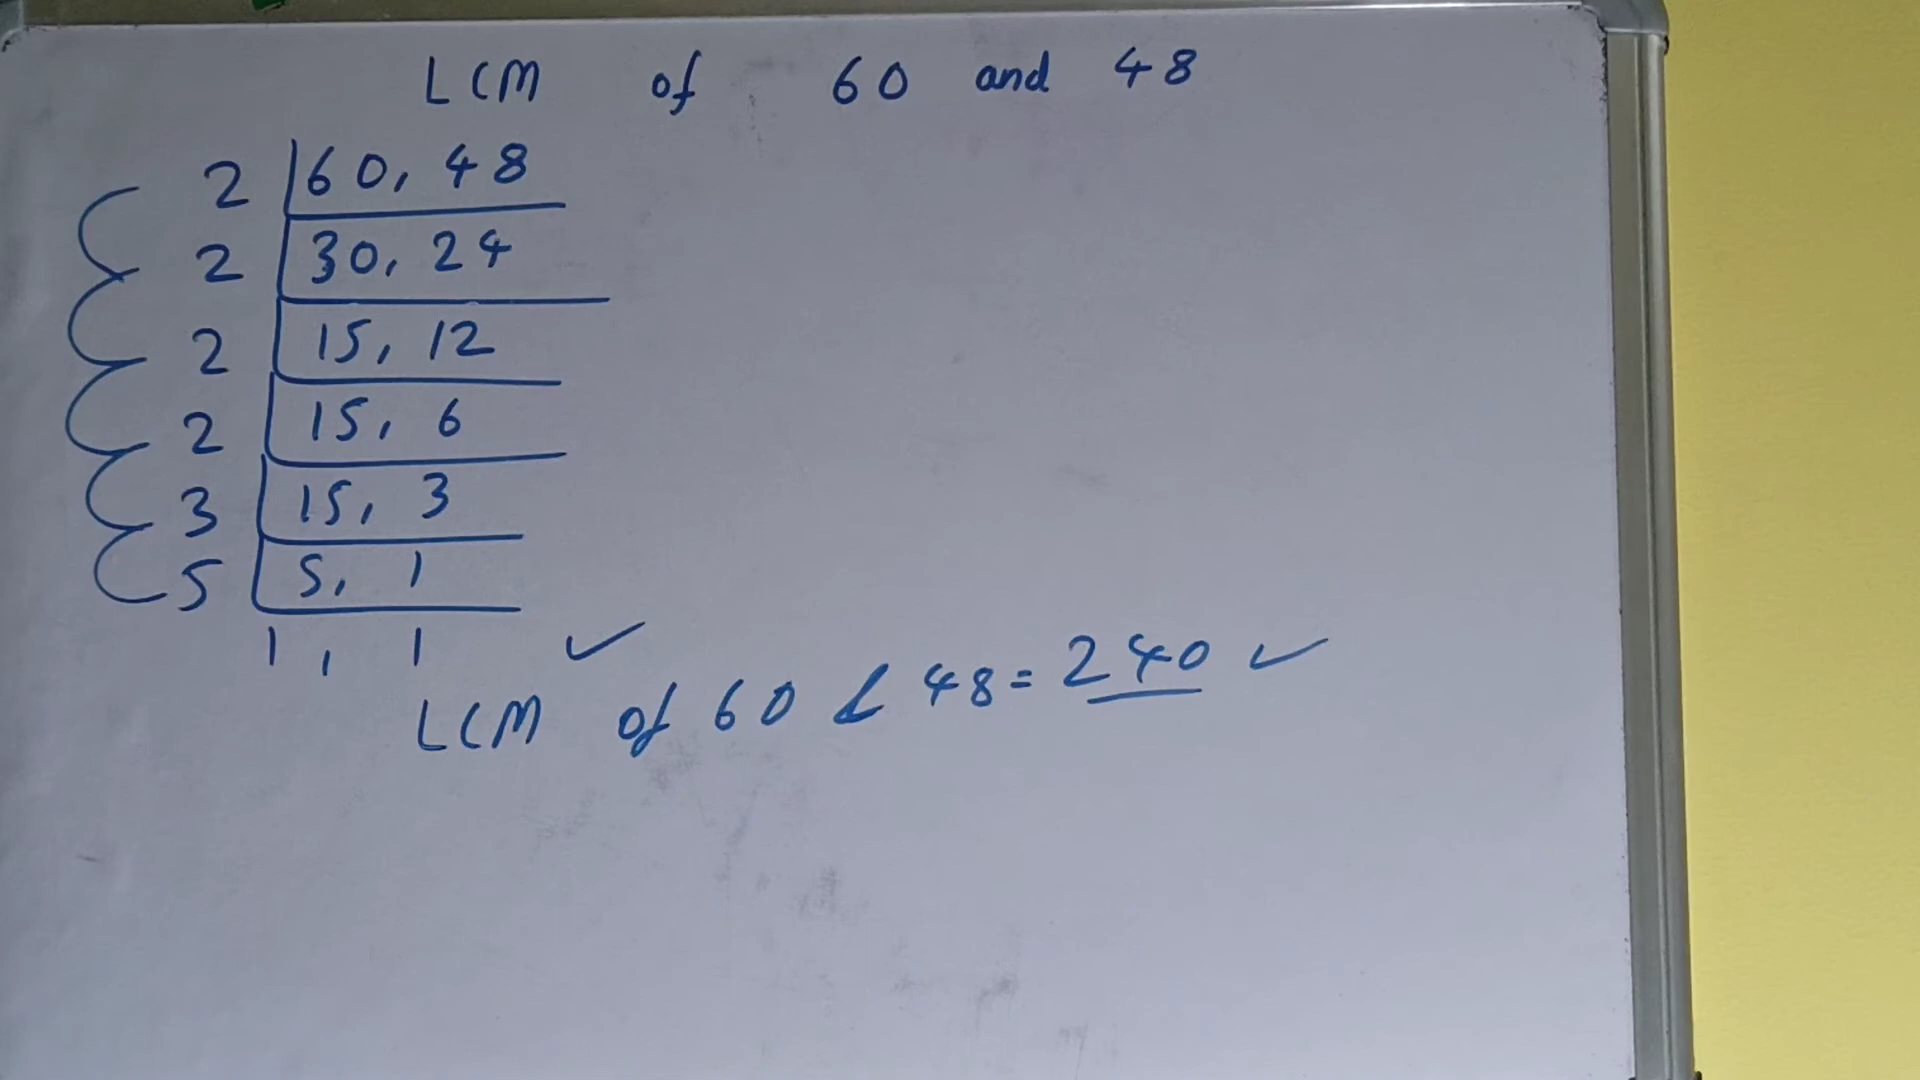 LCM of 60 and 48
2 60, 48
2 30, 24
2 15, 12
2 15, 6
3 15, 3
5 5, 1
1, 1 ✓
LCM of 60 & 48 = 240 ✓